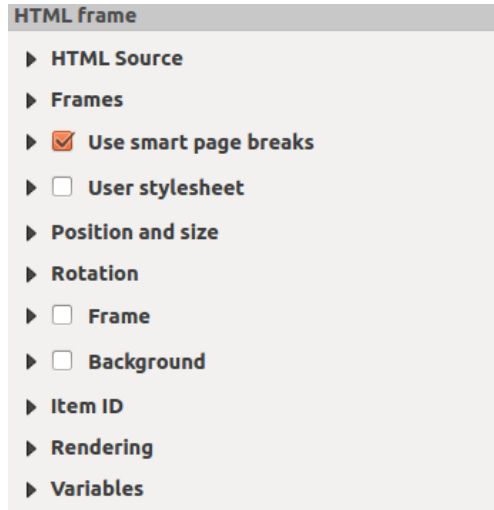 HTML frame
HTML Source
Frames
Use smart page breaks
User stylesheet
Position and size
Rotation
Frame
Background
Item ID
Rendering
Variables